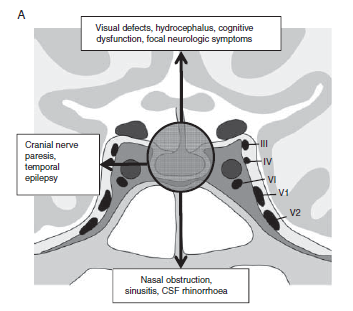 A
Visual defects, hydrocephalus, cognitive
dysfunction, focal neurologic symptoms
Cranial nerve
paresis,
temporal
epilepsy
III
IV
VI
V1
V2
Nasal obstruction,
sinusitis, CSF rhinorrhoea